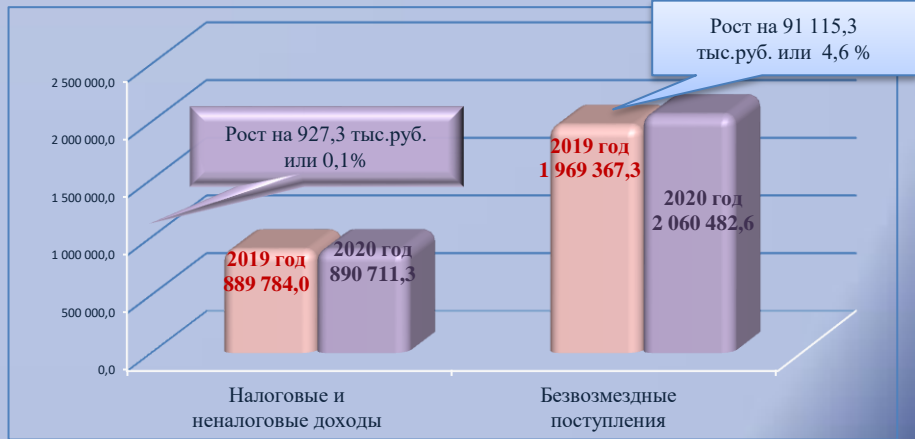 Рост на 91 115,3
тыс.руб. или 4,6 %
2 500 000,0
2 000 000,0
1 500 000,0
1 000 000,0
500 000,0
0,0
Рост на 927,3 тыс.руб.
или 0,1%
2019 год
889 784,0
2020 год
890 711,3
2019 год
1 969 367,3
2020 год
2 060 482,6
Налоговые и
неналоговые доходы
Безвозмездные
поступления